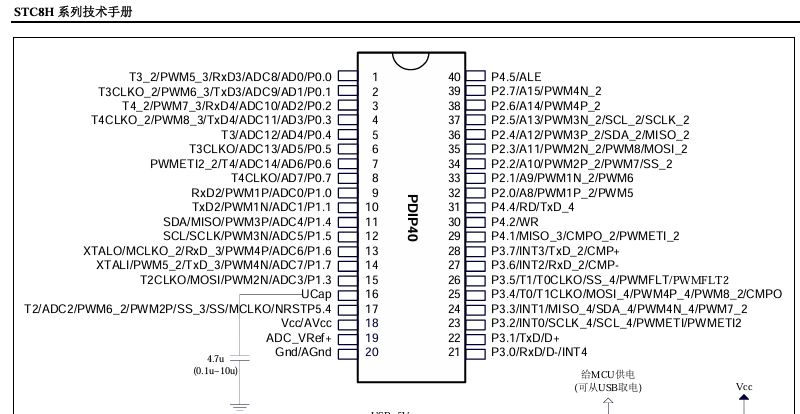 STC8H 系列技术手册
T3_2/PWM5_3/RxD3/ADC8/AD0/P0.0 1 40 P4.5/ALE
T3CLKO_2/PWM6_3/TxD3/ADC9/AD1/P0.1 2 39 P2.7/A15/PWM4N_2
T4_2/PWM7_3/RxD4/ADC10/AD2/P0.2 3 38 P2.6/A14/PWM4P_2
T4CLKO_2/PWM8_3/TxD4/ADC11/AD3/P0.3 4 37 P2.5/A13/PWM3N_2/SCL_2/SCLK_2
T3/ADC12/AD4/P0.4 5 36 P2.4/A12/PWM3P_2/SDA_2/MISO_2
T3CLKO/ADC13/AD5/P0.5 6 35 P2.3/A11/PWM2N_2/PWM8/MOSI_2
PWMETI2_2/T4/ADC14/AD6/P0.6 7 34 P2.2/A10/PWM2P_2/PWM7/SS_2
T4CLKO/AD7/P0.7 8 33 P2.1/A9/PWM1N_2/PWM6
RxD2/PWM1P/ADC0/P1.0 9 32 P2.0/A8/PWM1P_2/PWM5
TxD2/PWM1N/ADC1/P1.1 10 31 P4.4/RD/TxD_4
SDA/MISO/PWM3P/ADC4/P1.4 11 30 P4.2/WR
SCL/SCLK/PWM3N/ADC5/P1.5 12 29 P4.1/MISO_3/CMPO_2/PWMETI_2
XTALO/MCLKO_2/RxD_3/PWM4P/ADC6/P1.6 13 28 P3.7/INT3/TxD_2/CMP+
XTALI/PWM5_2/TxD_3/PWM4N/ADC7/P1.7 14 27 P3.6/INT2/RxD_2/CMP-
T2CLKO/MOSI/PWM2N/ADC3/P1.3 15 26 P3.5/T1/T0CLKO/SS_4/PWMFLT/PWMFLT2
UCap 16 25 P3.4/T0/T1CLKO/MOSI_4/PWM4P_4/PWM8_2/CMPO
T2/ADC2/PWM6_2/PWM2P/SS_3/SS/MCLKO/NRSTP5.4 17 24 P3.3/INT1/MISO_4/SDA_4/PWM4N_4/PWM7_2
Vcc/AVcc 18 23 P3.2/INT0/SCLK_4/SCL_4/PWMETI/PWMETI2
ADC_VRef+ 19 22 P3.1/TxD/D+
Gnd/AGnd 20 21 P3.0/RxD/D-/INT4
PDIP40
4.7u
(0.1u~10u)
给MCU供电
(可从USB取电)
Vcc